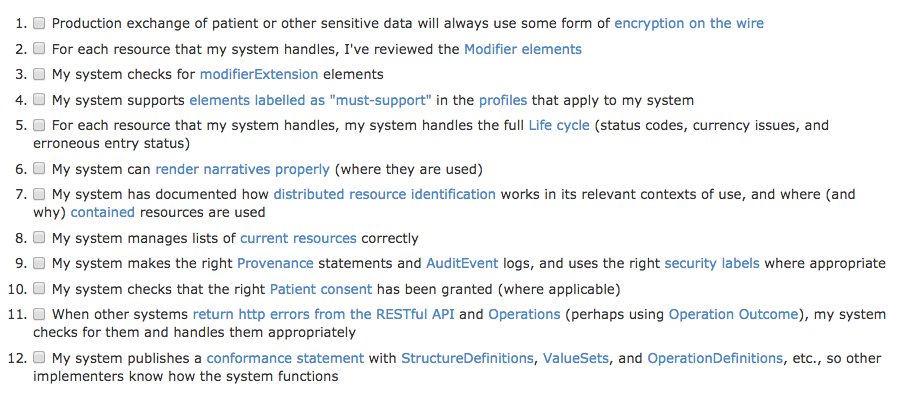 1. Production exchange of patient or other sensitive data will always use some form of encryption on the wire
2. For each resource that my system handles, I've reviewed the Modifier elements
3. My system checks for modifierExtension elements
4. My system supports elements labelled as "must-support" in the profiles that apply to my system
5. For each resource that my system handles, my system handles the full Life cycle (status codes, currency issues, and
erroneous entry status)
6. My system can render narratives properly (where they are used)
7. My system has documented how distributed resource identification works in its relevant contexts of use, and where (and
why) contained resources are used
8. My system manages lists of current resources correctly
9. My system makes the right Provenance statements and AuditEvent logs, and uses the right security labels where appropriate
10. My system checks that the right Patient consent has been granted (where applicable)
11. When other systems return http errors from the RESTful API and Operations (perhaps using Operation Outcome), my system
checks for them and handles them appropriately
12. My system publishes a conformance statement with StructureDefinitions, ValueSets, and OperationDefinitions, etc., so other
implementers know how the system functions